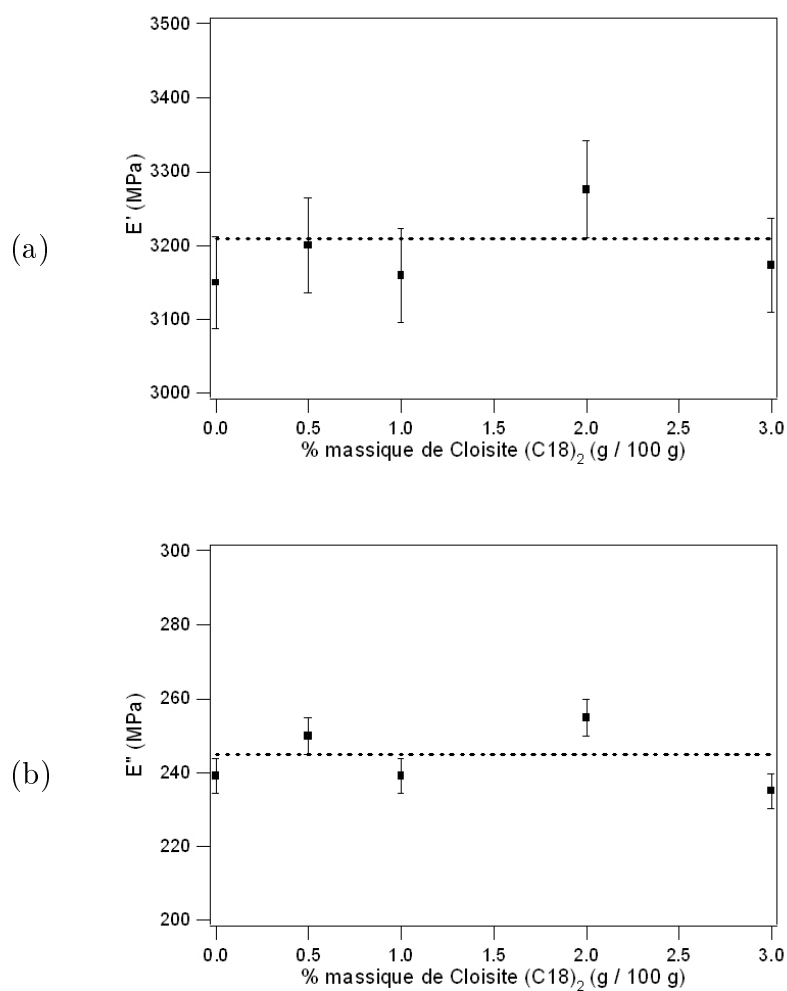 (a)
E' (MPa)
3500
3400
3300
3200
3100
3000
0.0 0.5 1.0 1.5 2.0 2.5 3.0
% massique de Cloisite (C18)2 (g / 100 g)
(b)
E" (MPa)
300
280
260
240
220
200
0.0 0.5 1.0 1.5 2.0 2.5 3.0
% massique de Cloisite (C18)2 (g / 100 g)